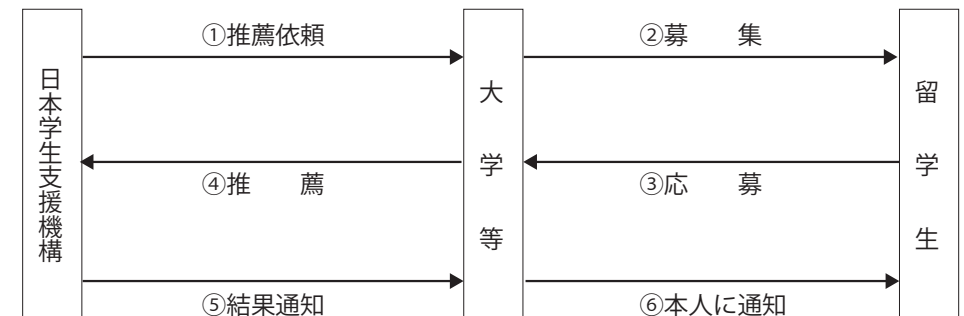 ①推薦依頼
②募　　集
日本学生支援機構
大学等
留学生
④推　　薦
③応　　募
⑤結果通知
⑥本人に通知